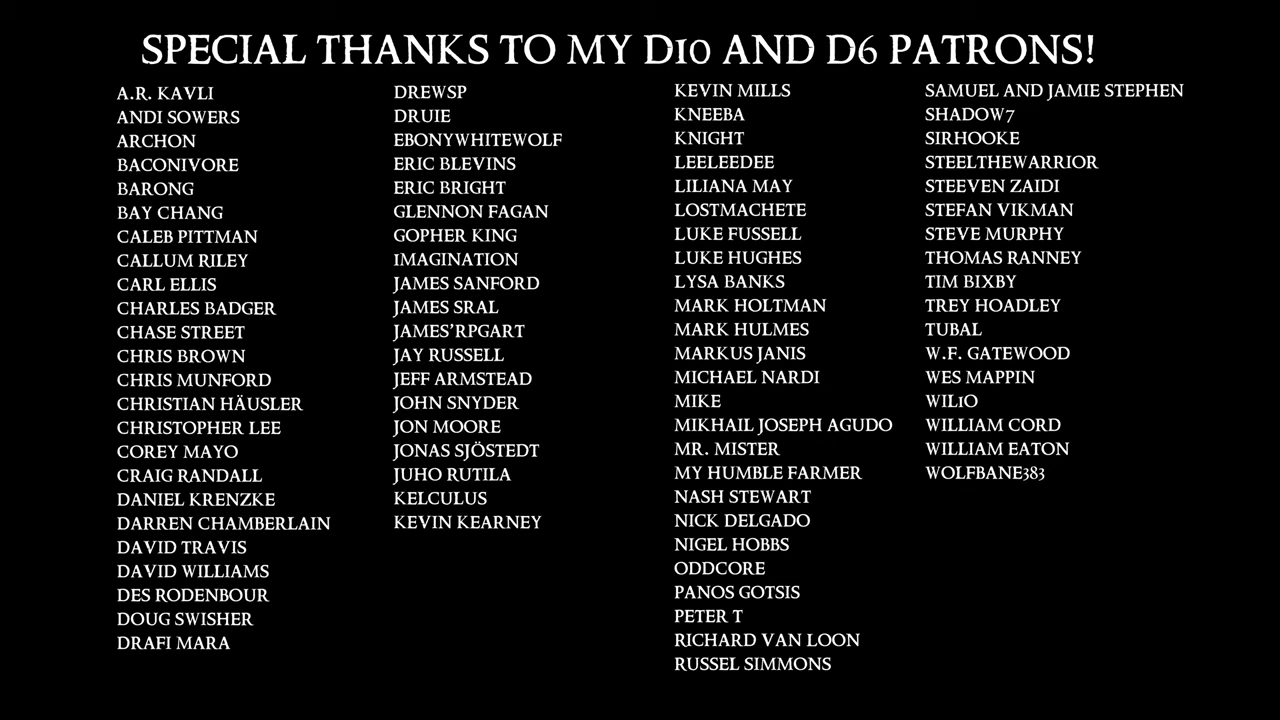 SPECIAL THANKS TO MY D10 AND D6 PATRONS!
A.R. KAVLI
ANDI SOWERS
ARCHON
BACONIVORE
BARONG
BAY CHANG
CALEB PITTMAN
CALLUM RILEY
CARL ELLIS
CHARLES BADGER
CHASE STREET
CHRIS BROWN
CHRIS MUNFORD
CHRISTIAN HÄUSLER
CHRISTOPHER LEE
COREY MAYO
CRAIG RANDALL
DANIEL KRENZKE
DARREN CHAMBERLAIN
DAVID TRAVIS
DAVID WILLIAMS
DES RODENBOUR
DOUG SWISHER
DRAFI MARA
DREWSP
DRUIE
EBONYWHITEWOLF
ERIC BLEVINS
ERIC BRIGHT
GLENNON FAGAN
GOPHER KING
1MAGINATION
JAMES SANFORD
JAMES SRAL
JAMES'RPGART
JAY RUSSELL
JEFF ARMSTEAD
JOHN SNYDER
JON MOORE
JONAS SJÖSTEDT
JUHO RUTILA
KELCULUS
KEVIN KEARNEY
KEVIN MILLS
KNEEBA
KNIGHT
LEELEEDEE
LILIANA MAY
LOSTMACHETE
LUKE FUSSELL
LUKE HUGHES
LYSA BANKS
MARK HOLTMAN
MARK HULMES
MARKUS JANIS
MICHAEL NARDI
MIKE
MIKHAIL JOSEPH AGUDO
MR. MISTER
MY HUMBLE FARMER
NASH STEWART
NICK DELGADO
NIGEL HOBBS
ODDCORE
PANOS GOTSIS
PETER T
RICHARD VAN LOON
RUSSEL SIMMONS
SAMUEL AND JAMIE STEPHEN
SHADOW7
SIRHOOKE
STEELTHEWARRIOR
STEEVEN ZAIDI
STEFAN VIKMAN
STEVE MURPHY
THOMAS RANNEY
TIM BIXBY
TREY HOADLEY
TUBAL
W.F. GATEWOOD
WES MAPPIN
WIL1O
WILLIAM CORD
WILLIAM EATON
WOLFBANE383